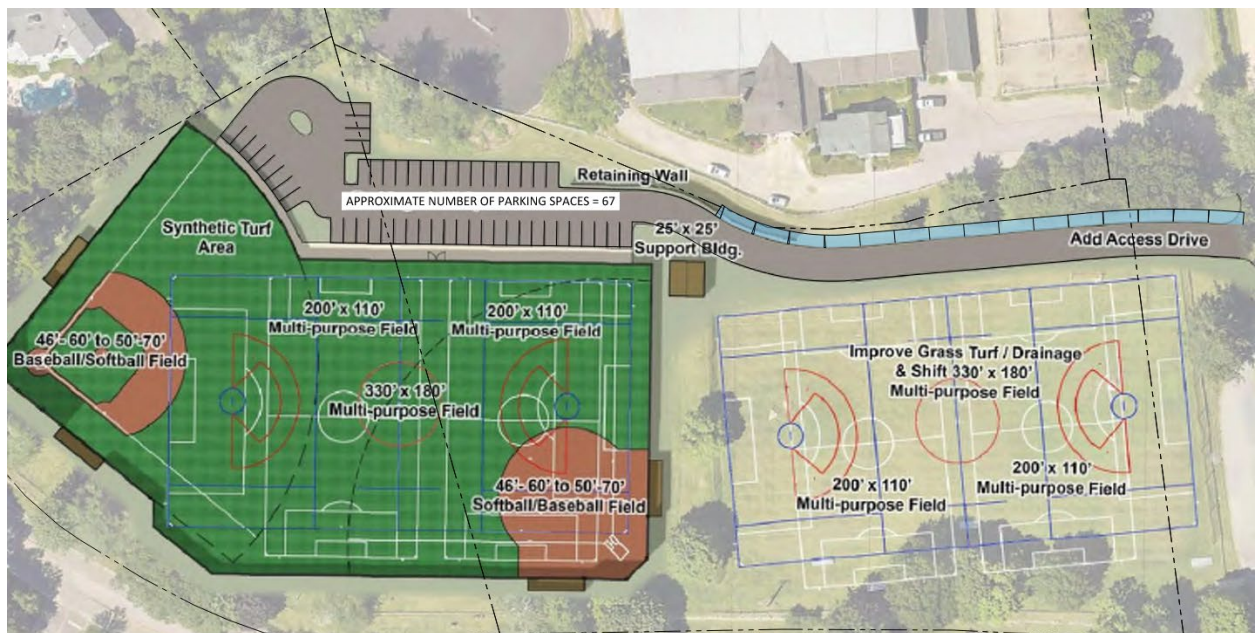 Retaining Wall
APPROXIMATE NUMBER OF PARKING SPACES = 67
Synthetic Turf
Area
25' x 25'
Support Bldg.
Add Access Drive
200' x 110'
Multi-purpose Field
200' x 110'
Multi-purpose Field
46'- 60' to 50'-70'
Baseball/Softball Field
330' x 180'
Multi-purpose Field
46'- 60' to 50'-70'
Softball/Baseball Field
Improve Grass Turf / Drainage
& Shift 330' x 180'
Multi-purpose Field
200' x 110'
Multi-purpose Field
200' x 110'
Multi-purpose Field